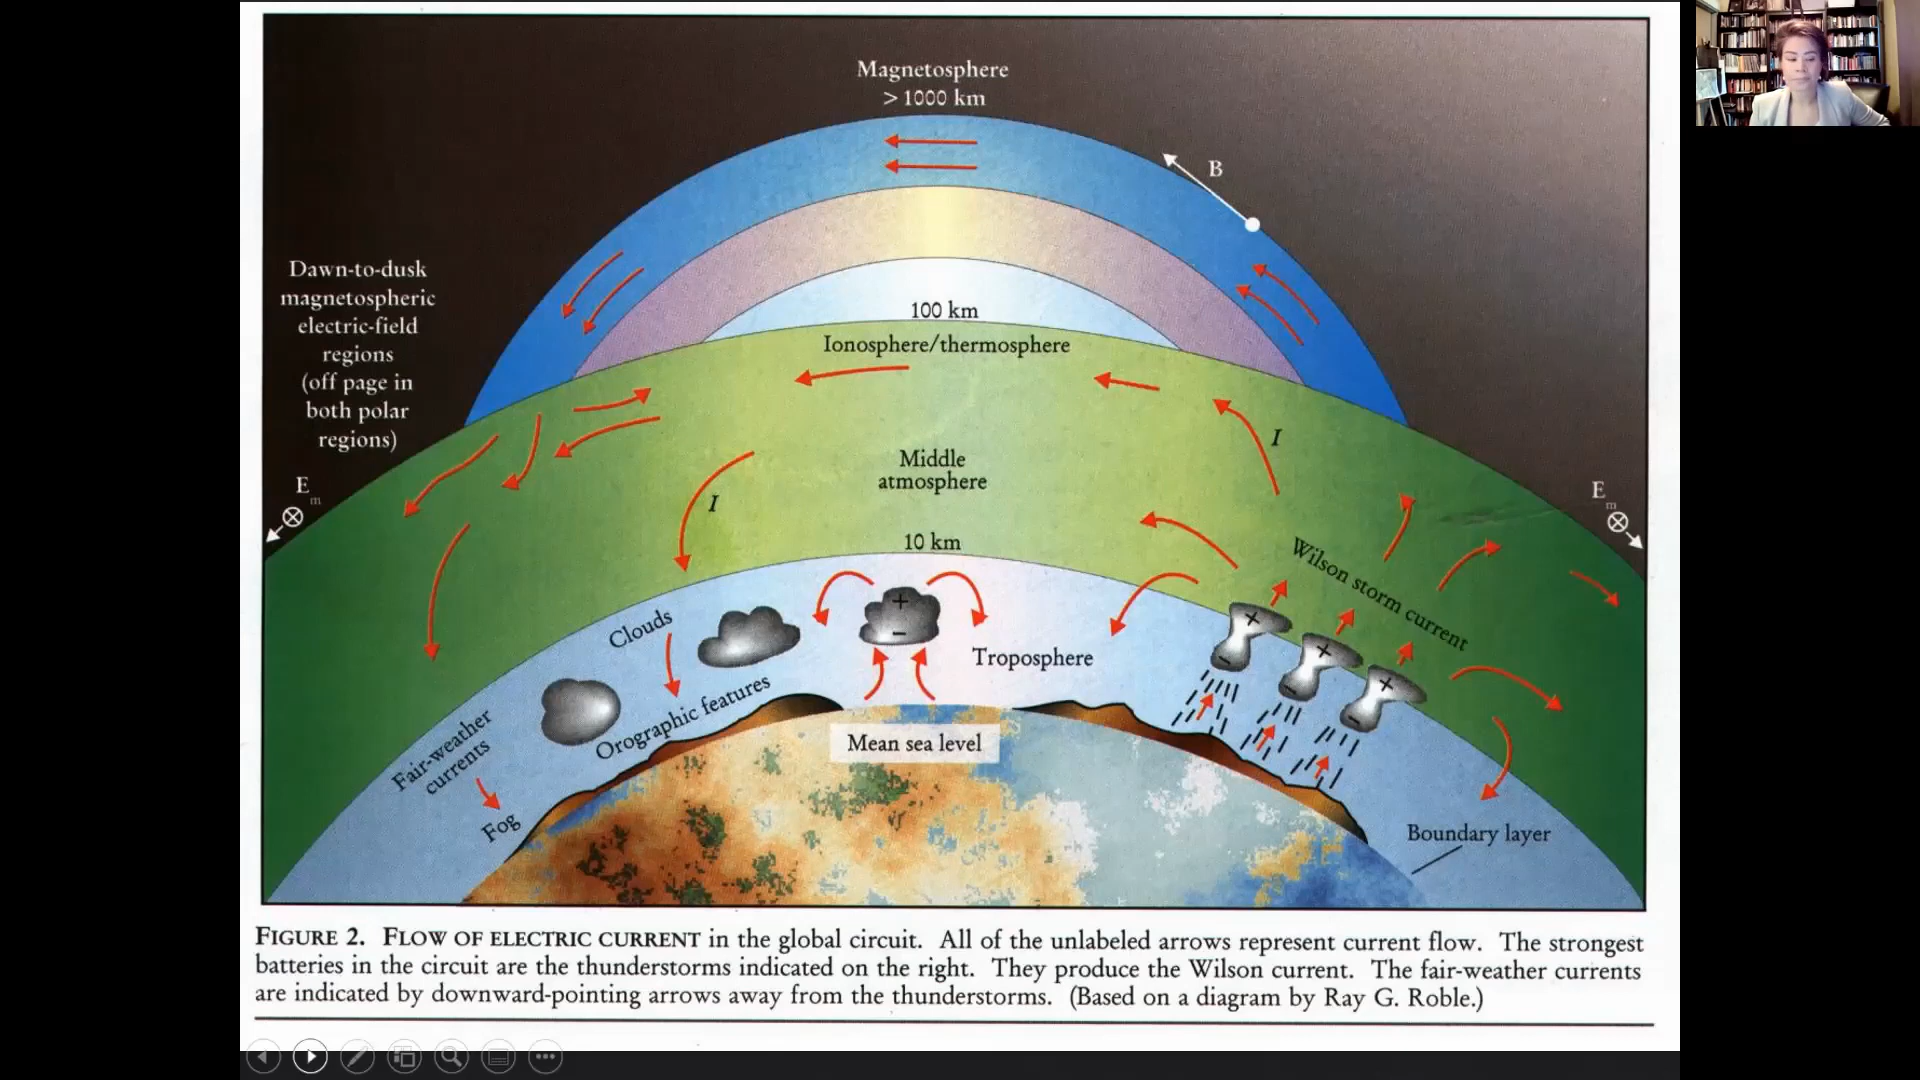 Magnetosphere
> 1000 km
B
Dawn-to-dusk
magnetospheric
electric-field
regions
(off page in
both polar
regions)
100 km
Ionosphere/thermosphere
I
Middle
atmosphere
E
m
E
m
I
10 km
Wilson storm current
Clouds
+
−
Troposphere
+
−
+
−
+
−
Orographic features
Fair-weather
currents
Mean sea level
Fog
Boundary layer
FIGURE 2. FLOW OF ELECTRIC CURRENT in the global circuit. All of the unlabeled arrows represent current flow. The strongest
batteries in the circuit are the thunderstorms indicated on the right. They produce the Wilson current. The fair-weather currents
are indicated by downward-pointing arrows away from the thunderstorms. (Based on a diagram by Ray G. Roble.)